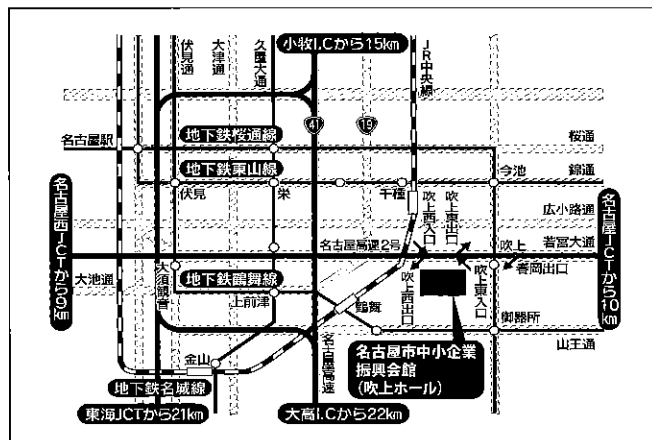 伏見通
大津通
久屋大通
小牧I.Cから15km
JR中央線
41
19
名古屋駅
地下鉄桜通線
桜通
地下鉄東山線
伏見
栄
千種
今池
錦通
吹上西入口
吹上東出口
広小路通
名古屋西JCTから9km
名古屋高速2号
吹上
若宮大通
名古屋JCTから10km
大池通
大須観音
地下鉄鶴舞線
上前津
鶴舞
吹上西出口
吹上東入口
春岡出口
御器所
山王通
金山
名古屋高速
名古屋市中小企業
振興会館
(吹上ホール)
地下鉄名城線
東海JCTから21km
大高I.Cから22km